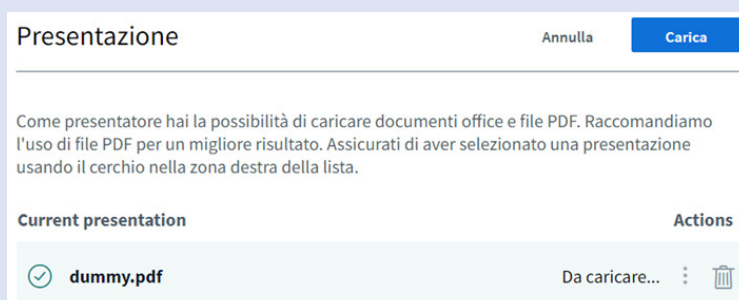 Presentazione
Annulla
Carica
Come presentatore hai la possibilità di caricare documenti office e file PDF. Raccomandiamo
l'uso di file PDF per un migliore risultato. Assicurati di aver selezionato una presentazione
usando il cerchio nella zona destra della lista.
Current presentation
Actions
dummy.pdf
Da caricare...